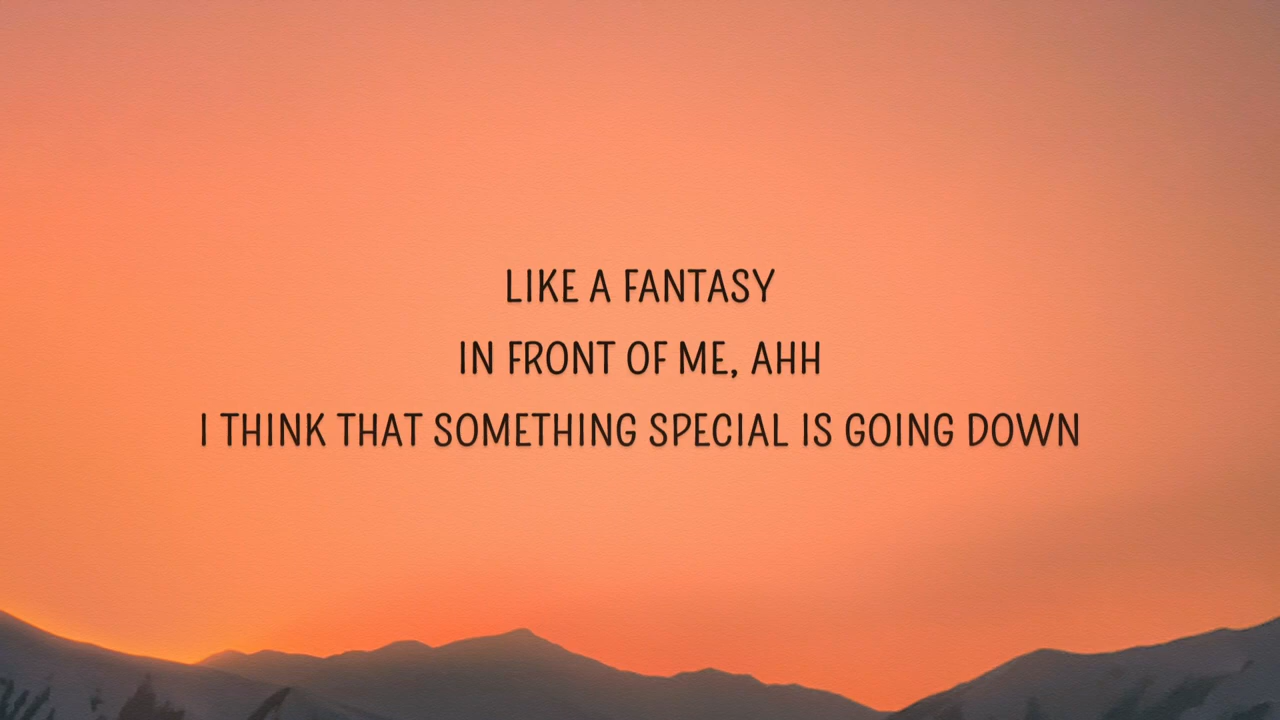 LIKE A FANTASY
IN FRONT OF ME, AHH
I THINK THAT SOMETHING SPECIAL IS GOING DOWN